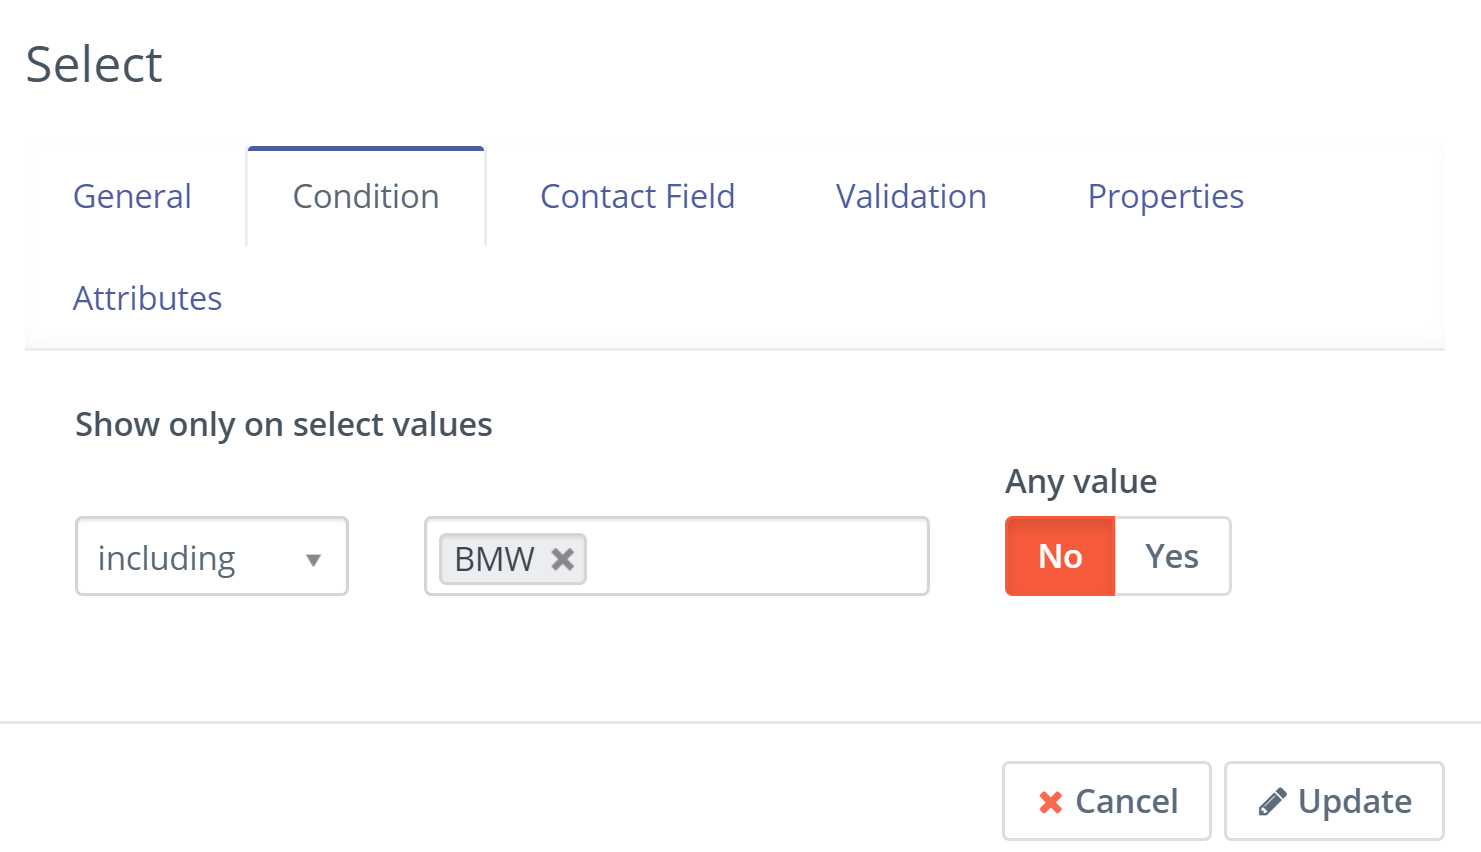 Select
General Condition Contact Field Validation Properties
Attributes
Show only on select values
Any value
including BMW No Yes
Cancel Update